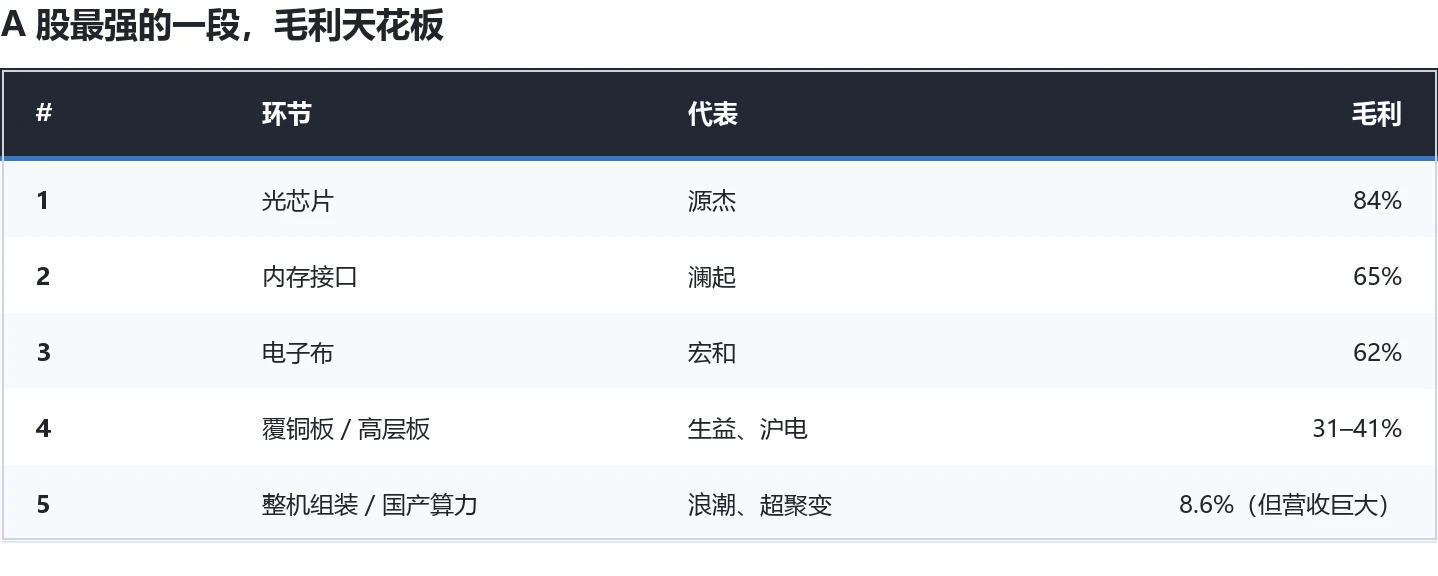 A 股最强的一段，毛利天花板
# 环节 代表 毛利
1 光芯片 源杰 84%
2 内存接口 澜起 65%
3 电子布 宏和 62%
4 覆铜板 / 高层板 生益、沪电 31–41%
5 整机组装 / 国产算力 浪潮、超聚变 8.6%（但营收巨大）